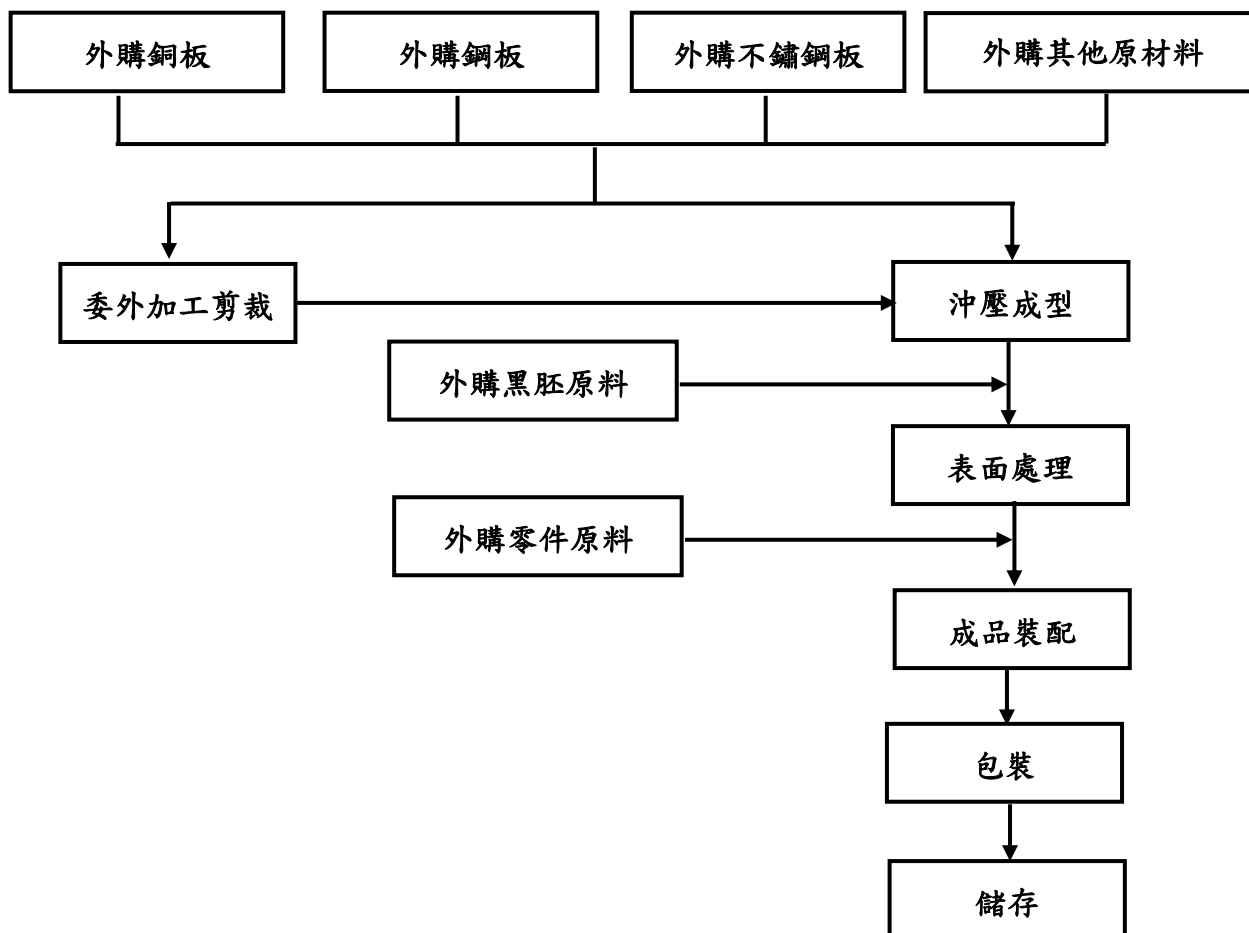 外購銅板
外購鋼板
外購不鏽鋼板
外購其他原材料
委外加工剪裁
沖壓成型
外購黑胚原料
表面處理
外購零件原料
成品裝配
包裝
儲存